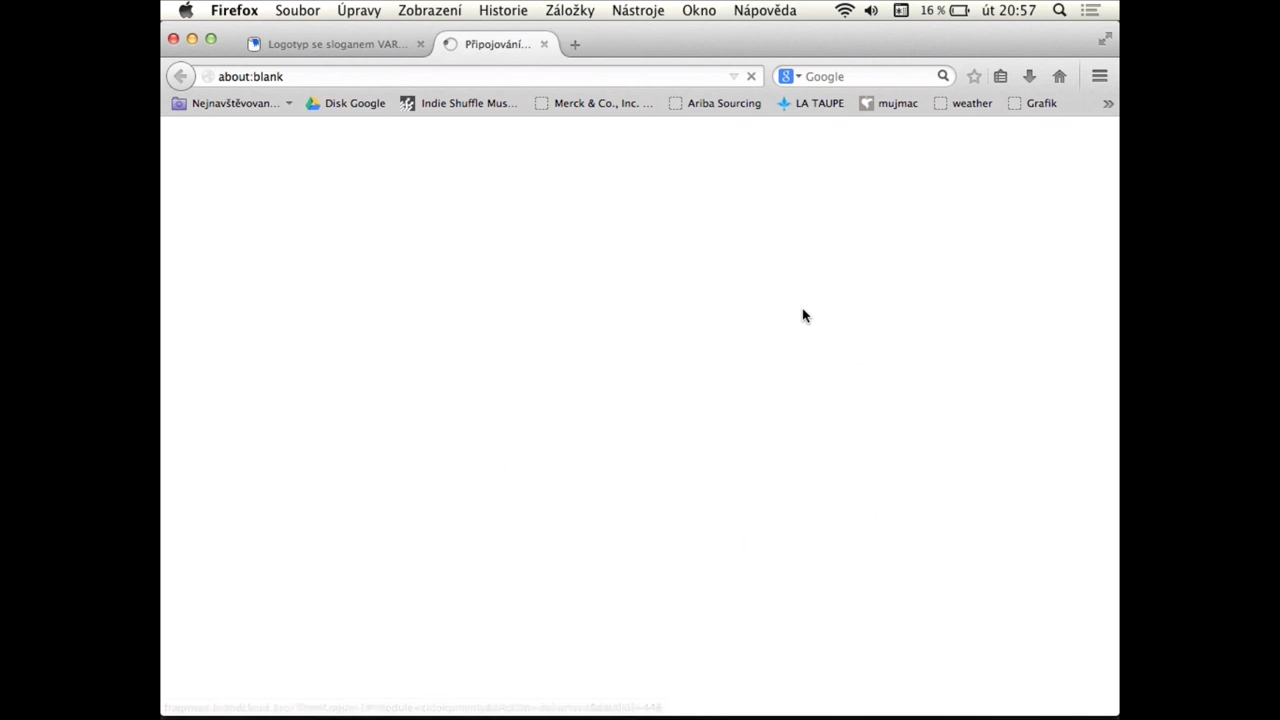 Firefox Soubor Úpravy Zobrazení Historie Záložky Nástroje Okno Nápověda 16 % út 20:57
Logotyp se sloganem VAR... Připojování...
about:blank Google
Nejnavštěvovan... Disk Google Indie Shuffle Mus... Merck & Co., Inc. ... Ariba Sourcing LA TAUPE mujmac weather Grafik